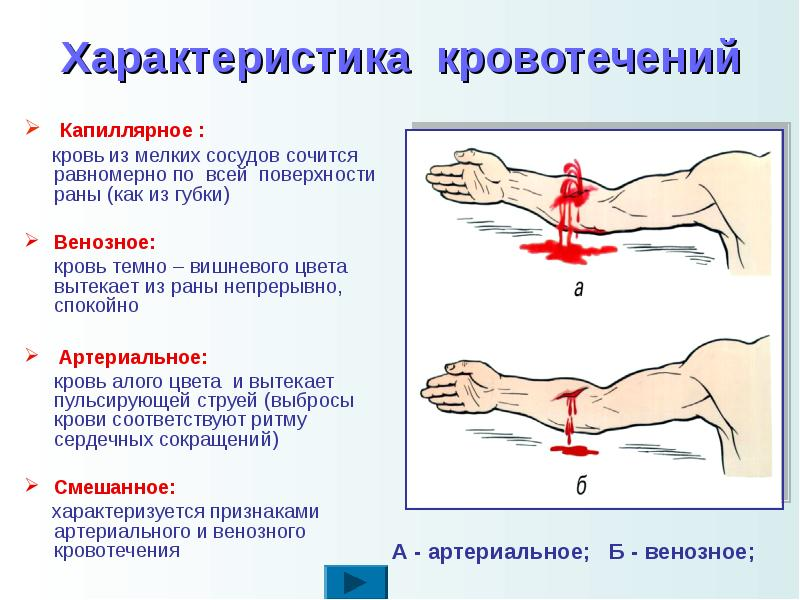 Характеристика кровотечений
Капиллярное :
кровь из мелких сосудов сочится
равномерно по всей поверхности
раны (как из губки)
Венозное:
кровь темно – вишневого цвета
вытекает из раны непрерывно,
спокойно
Артериальное:
кровь алого цвета и вытекает
пульсирующей струей (выбросы
крови соответствуют ритму
сердечных сокращений)
Смешанное:
характеризуется признаками
артериального и венозного
кровотечения
а
б
А - артериальное; Б - венозное;